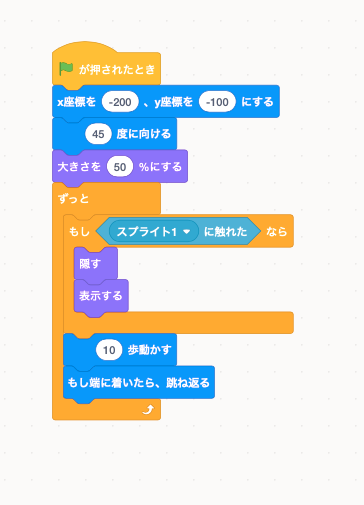 が押されたとき
x座標を -200 、y座標を -100 にする
45 度に向ける
大きさを 50 %にする
ずっと
もし スプライト1 に触れた なら
隠す
表示する
10 歩動かす
もし端に着いたら、跳ね返る